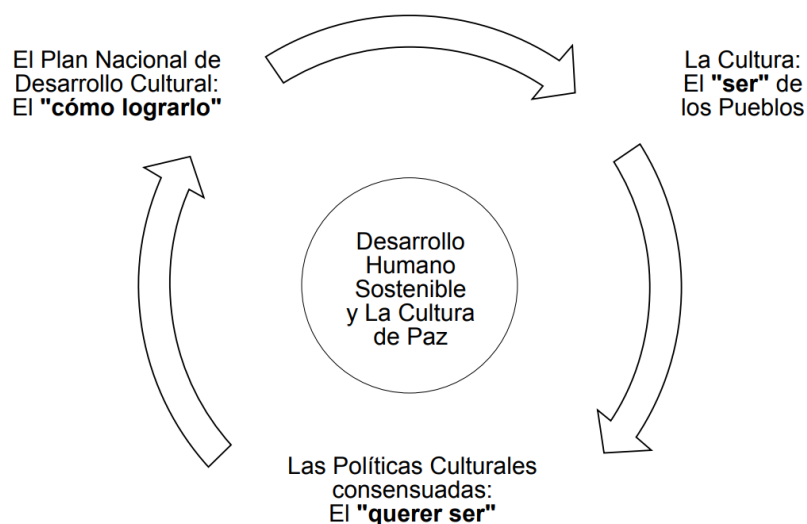 El Plan Nacional de
Desarrollo Cultural:
El "cómo lograrlo"
La Cultura:
El "ser" de
los Pueblos
Desarrollo
Humano
Sostenible
y La Cultura
de Paz
Las Políticas Culturales
consensuadas:
El "querer ser"